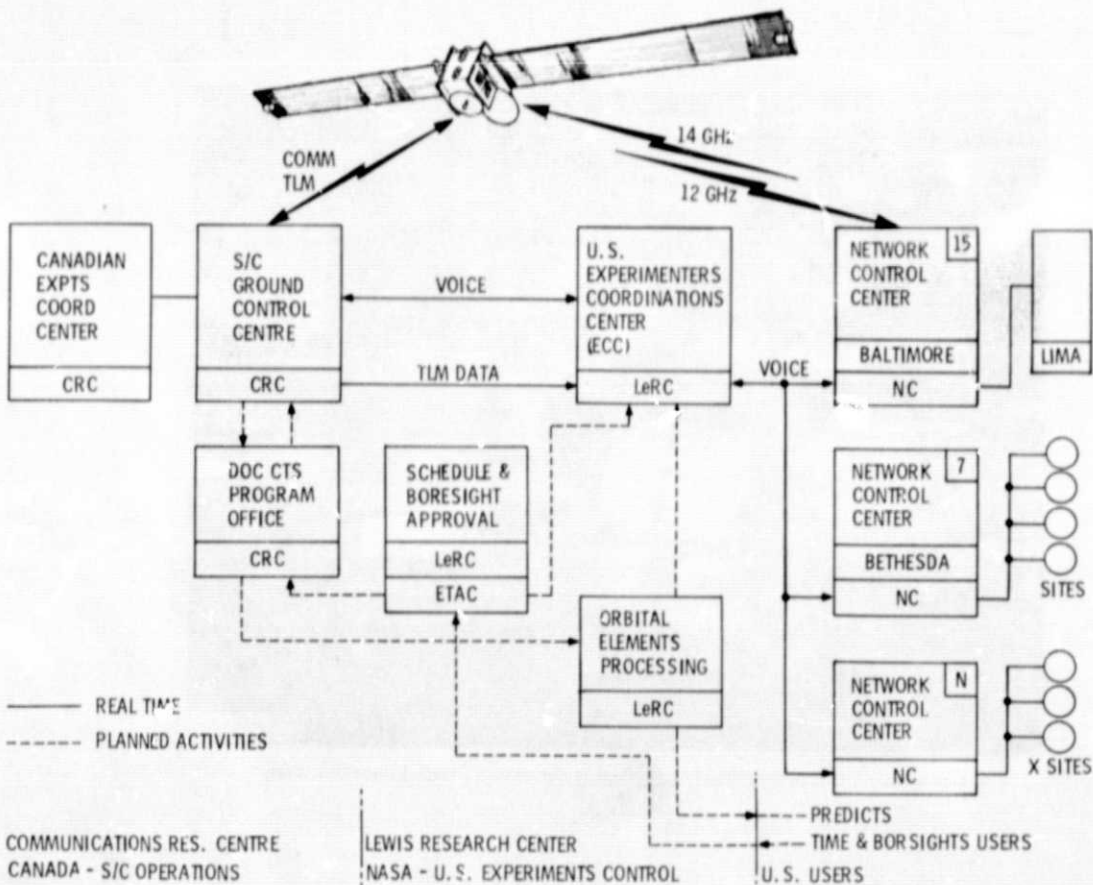 14 GHz
COMM
TLM
12 GHz
CANADIAN
EXPTS
COORD
CENTER
CRC
S/C
GROUND
CONTROL
CENTRE
CRC
VOICE
TLM DATA
U. S.
EXPERIMENTERS
COORDINATIONS
CENTER
(ECC)
LeRC
VOICE
NETWORK
CONTROL
CENTER
15
BALTIMORE
NC
LIMA
DOC CTS
PROGRAM
OFFICE
CRC
SCHEDULE &
BORESIGHT
APPROVAL
LeRC
ETAC
NETWORK
CONTROL
CENTER
7
BETHESDA
NC
SITES
ORBITAL
ELEMENTS
PROCESSING
LeRC
NETWORK
CONTROL
CENTER
N
NC
X SITES
REAL TIME
PLANNED ACTIVITIES
PREDICTS
TIME & BORSIGHTS USERS
COMMUNICATIONS RES. CENTRE
CANADA - S/C OPERATIONS
LEWIS RESEARCH CENTER
NASA - U. S. EXPERIMENTS CONTROL
U. S. USERS